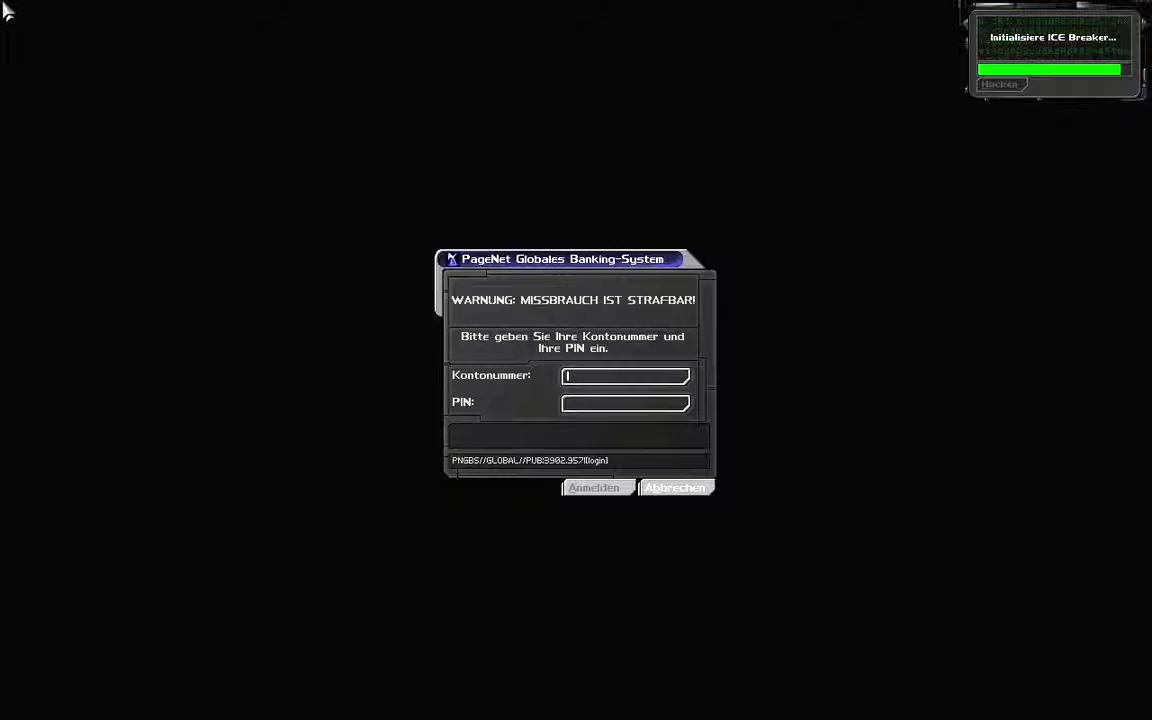 Initialisiere ICE Breaker...
Hacken
PageNet Globales Banking-System
WARNUNG: MISSBRAUCH IST STRAFBAR!
Bitte geben Sie Ihre Kontonummer und
Ihre PIN ein.
Kontonummer:
PIN:
PNGBS//GLOBAL//PUB:3902.9571[login]
Anmelden
Abbrechen